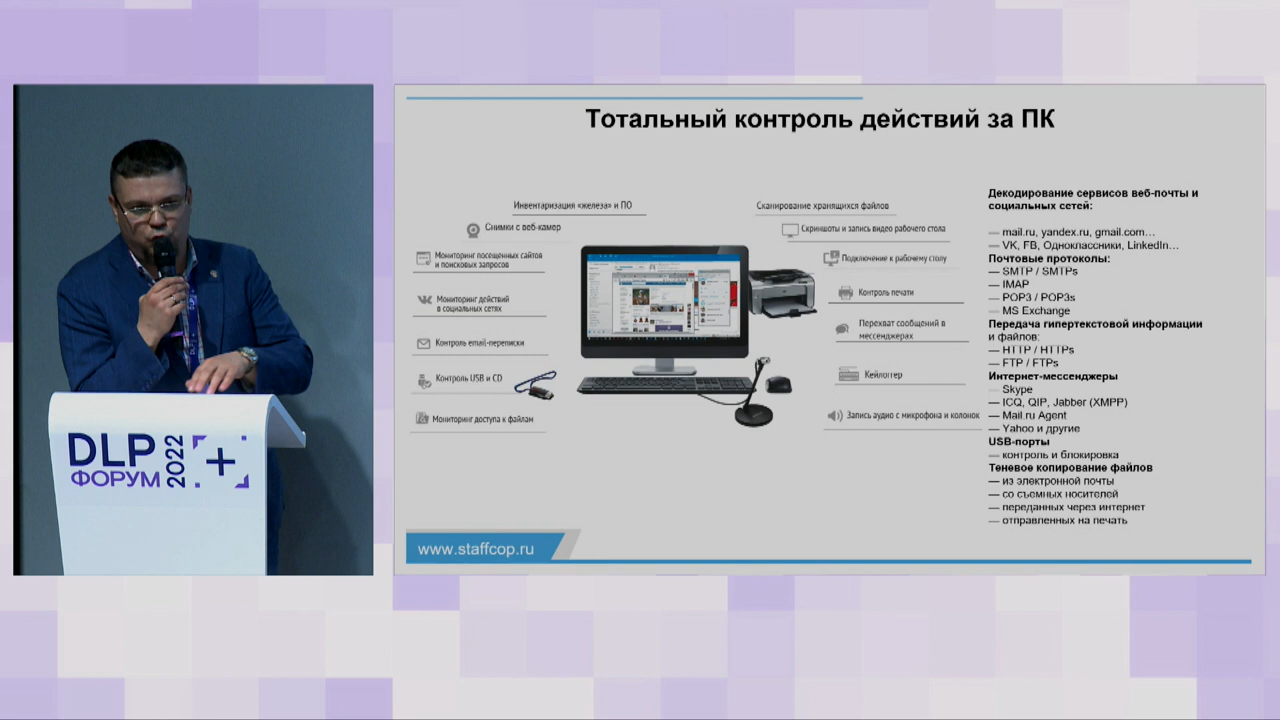 DLP
ФОРУМ
2022
Тотальный контроль действий за ПК
Инвентаризация «железа» и ПО
Снимки с веб-камер
Мониторинг посещенных сайтов
и поисковых запросов
Мониторинг действий
в социальных сетях
Контроль email-переписки
Контроль USB и CD
Мониторинг доступа к файлам
Сканирование хранящихся файлов
Скриншоты и запись видео рабочего стола
Подключение к рабочему столу
Контроль печати
Перехват сообщений в
мессенджерах
Кейлоггер
Запись аудио с микрофона и колонок
Декодирование сервисов веб-почты и
социальных сетей:
— mail.ru, yandex.ru, gmail.com…
— VK, FB, Одноклассники, LinkedIn…
Почтовые протоколы:
— SMTP / SMTPs
— IMAP
— POP3 / POP3s
— MS Exchange
Передача гипертекстовой информации
и файлов:
— HTTP / HTTPs
— FTP / FTPs
Интернет-мессенджеры
— Skype
— ICQ, QIP, Jabber (XMPP)
— Mail.ru Agent
— Yahoo и другие
USB-порты
— контроль и блокировка
Теневое копирование файлов
— из электронной почты
— со съемных носителей
— переданных через интернет
— отправленных на печать
www.staffcop.ru